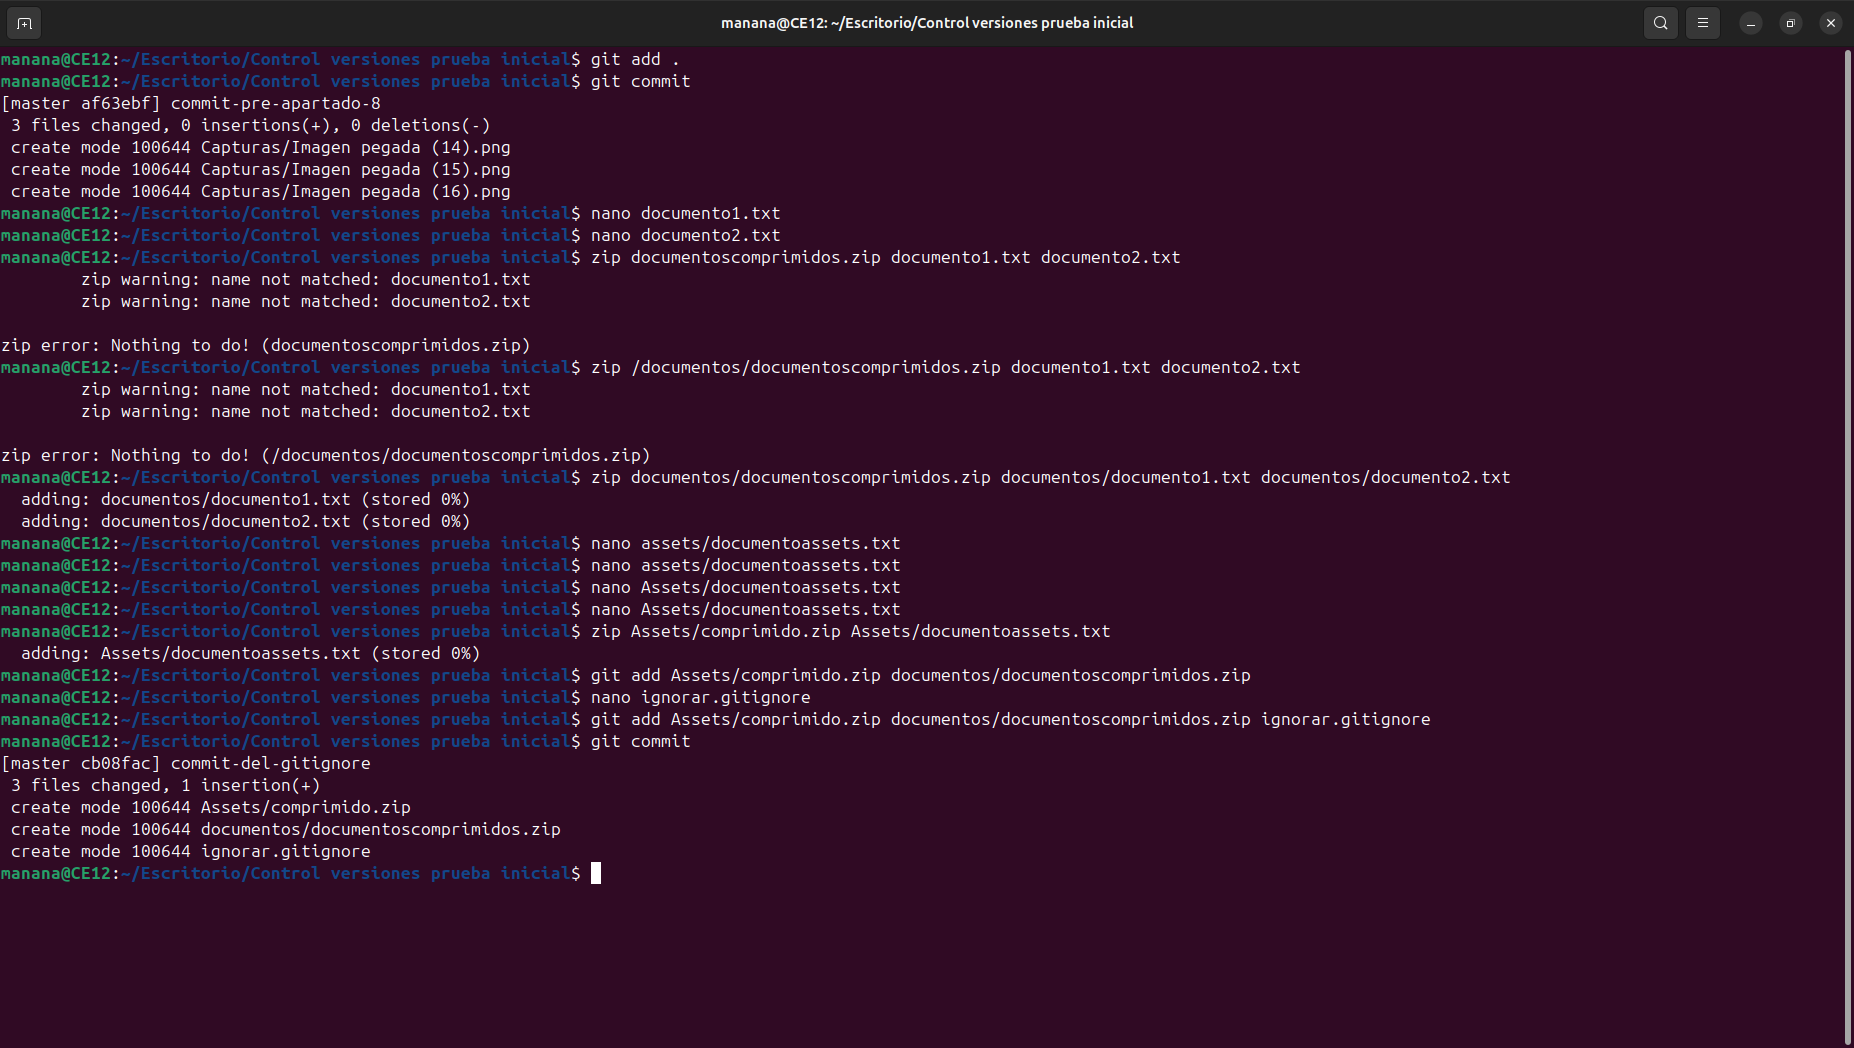 manana@CE12: ~/Escritorio/Control versiones prueba inicial
manana@CE12:~/Escritorio/Control versiones prueba inicial$ git add .
manana@CE12:~/Escritorio/Control versiones prueba inicial$ git commit
[master af63ebf] commit-pre-apartado-8
 3 files changed, 0 insertions(+), 0 deletions(-)
 create mode 100644 Capturas/Imagen pegada (14).png
 create mode 100644 Capturas/Imagen pegada (15).png
 create mode 100644 Capturas/Imagen pegada (16).png
manana@CE12:~/Escritorio/Control versiones prueba inicial$ nano documento1.txt
manana@CE12:~/Escritorio/Control versiones prueba inicial$ nano documento2.txt
manana@CE12:~/Escritorio/Control versiones prueba inicial$ zip documentoscomprimidos.zip documento1.txt documento2.txt
        zip warning: name not matched: documento1.txt
        zip warning: name not matched: documento2.txt
zip error: Nothing to do! (documentoscomprimidos.zip)
manana@CE12:~/Escritorio/Control versiones prueba inicial$ zip /documentos/documentoscomprimidos.zip documento1.txt documento2.txt
        zip warning: name not matched: documento1.txt
        zip warning: name not matched: documento2.txt
zip error: Nothing to do! (/documentos/documentoscomprimidos.zip)
manana@CE12:~/Escritorio/Control versiones prueba inicial$ zip documentos/documentoscomprimidos.zip documentos/documento1.txt documentos/documento2.txt
  adding: documentos/documento1.txt (stored 0%)
  adding: documentos/documento2.txt (stored 0%)
manana@CE12:~/Escritorio/Control versiones prueba inicial$ nano assets/documentoassets.txt
manana@CE12:~/Escritorio/Control versiones prueba inicial$ nano assets/documentoassets.txt
manana@CE12:~/Escritorio/Control versiones prueba inicial$ nano Assets/documentoassets.txt
manana@CE12:~/Escritorio/Control versiones prueba inicial$ nano Assets/documentoassets.txt
manana@CE12:~/Escritorio/Control versiones prueba inicial$ zip Assets/comprimido.zip Assets/documentoassets.txt
  adding: Assets/documentoassets.txt (stored 0%)
manana@CE12:~/Escritorio/Control versiones prueba inicial$ git add Assets/comprimido.zip documentos/documentoscomprimidos.zip
manana@CE12:~/Escritorio/Control versiones prueba inicial$ nano ignorar.gitignore
manana@CE12:~/Escritorio/Control versiones prueba inicial$ git add Assets/comprimido.zip documentos/documentoscomprimidos.zip ignorar.gitignore
manana@CE12:~/Escritorio/Control versiones prueba inicial$ git commit
[master cb08fac] commit-del-gitignore
 3 files changed, 1 insertion(+)
 create mode 100644 Assets/comprimido.zip
 create mode 100644 documentos/documentoscomprimidos.zip
 create mode 100644 ignorar.gitignore
manana@CE12:~/Escritorio/Control versiones prueba inicial$